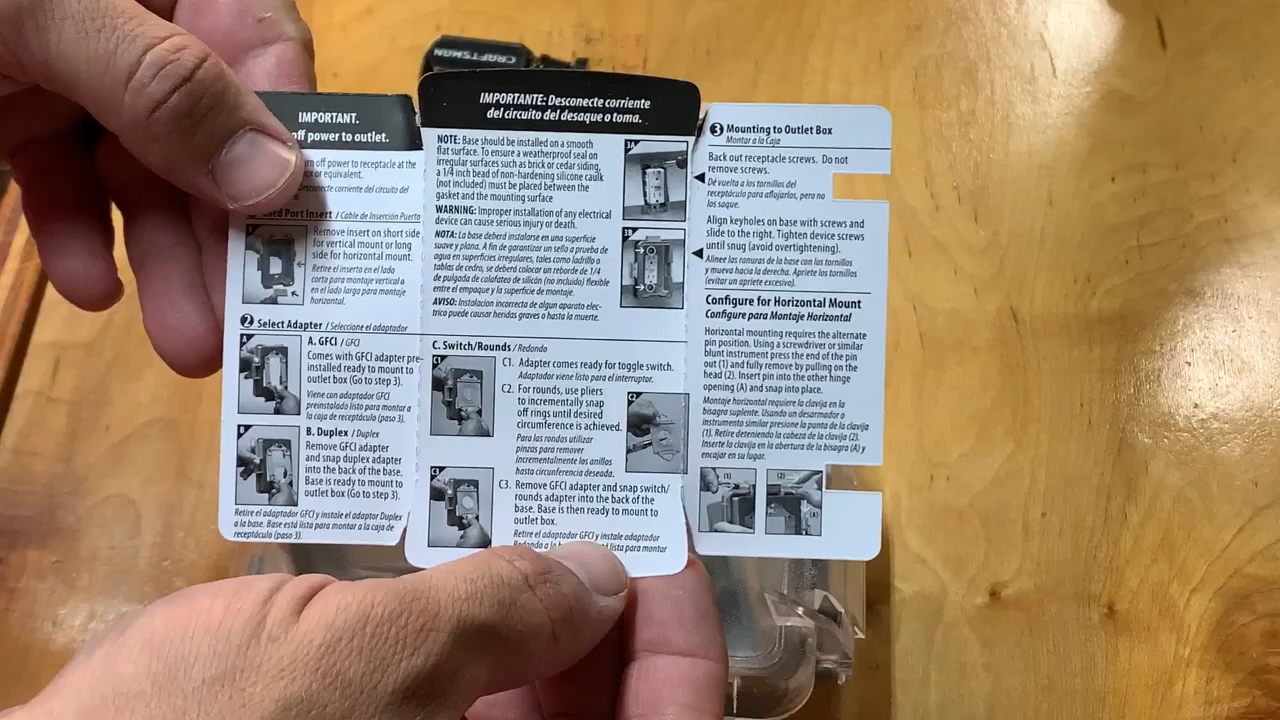 CRAFTSMAN
IMPORTANT.
off power to outlet.
turn off power to receptacle at the
box or equivalent.
Desconecte corriente del circuito del
Cord Port Insert / Cable de Inserción Puerto
1
Remove insert on short side
for vertical mount or long
side for horizontal mount.
Retire el inserto en el lado
corto para montaje vertical o
en el lado largo para montaje
horizontal.
2 Select Adapter / Seleccione el adaptador
A
A. GFCI / GFCI
Comes with GFCI adapter pre-
installed ready to mount to
outlet box (Go to step 3).
Viene con adaptador GFCI
preinstalado listo para montar a
la caja de receptáculo (paso 3).
B
B. Duplex / Duplex
Remove GFCI adapter
and snap duplex adapter
into the back of the base.
Base is ready to mount to
outlet box (Go to step 3).
Retire el adaptador GFCI y instale el adaptor Duplex
a la base. Base está lista para montar a la caja de
receptáculo (paso 3).
IMPORTANTE: Desconecte corriente
del circuito del desaque o toma.
NOTE: Base should be installed on a smooth
flat surface. To ensure a weatherproof seal on
irregular surfaces such as brick or cedar siding,
a 1/4 inch bead of non-hardening silicone caulk
(not included) must be placed between the
gasket and the mounting surface
WARNING: Improper installation of any electrical
device can cause serious injury or death.
NOTA: La base deberá instalarse en una superficie
suave y plana. A fin de garantizar un sello a prueba de
agua en superficies irregulares, tales como ladrillo o
tablas de cedro, se deberá colocar un reborde de 1/4
de pulgada de calafateo de silicón (no incluido) flexible
entre el empaque y la superficie de montaje.
AVISO: Instalacion incorrecta de algun aparato elec-
trico puede causar heridas graves o hasta la muerte.
3A
3B
C. Switch/Rounds / Redondo
C1
C1. Adapter comes ready for toggle switch.
Adaptador viene listo para el interruptor.
C2. For rounds, use pliers
to incrementally snap
off rings until desired
circumference is achieved.
Para las rondas utilizar
pinzas para remover
incrementalmente los anillos
hasta circumferencia deseada.
C2
C3
C3. Remove GFCI adapter and snap switch/
rounds adapter into the back of the
base. Base is then ready to mount to
outlet box.
Retire el adaptador GFCI y instale adaptador
Redondo a la lista para montar
3 Mounting to Outlet Box
Montar a la Caja
Back out receptacle screws. Do not
remove screws.
Dé vuelta a los tornillos del
receptáculo para aflojarlos, pero no
los saque.
Align keyholes on base with screws and
slide to the right. Tighten device screws
until snug (avoid overtightening).
Alinee las ranuras de la base con los tornillos
y mueva hacia la derecha. Apriete los tornillos
(evitar un apriete excesivo).
Configure for Horizontal Mount
Configure para Montaje Horizontal
Horizontal mounting requires the alternate
pin position. Using a screwdriver or similar
blunt instrument press the end of the pin
out (1) and fully remove by pulling on the
head (2). Insert pin into the other hinge
opening (A) and snap into place.
Montaje horizontal requiere la clavija en la
bisagra suplente. Usando un desarmador o
instrumento similar presione la punta de la clavija
(1). Retire deteniendo la cabeza de la clavija (2).
Inserte la clavija en la abertura de la bisagra (A) y
encajar en su lugar.
(1)
(2)
(A)